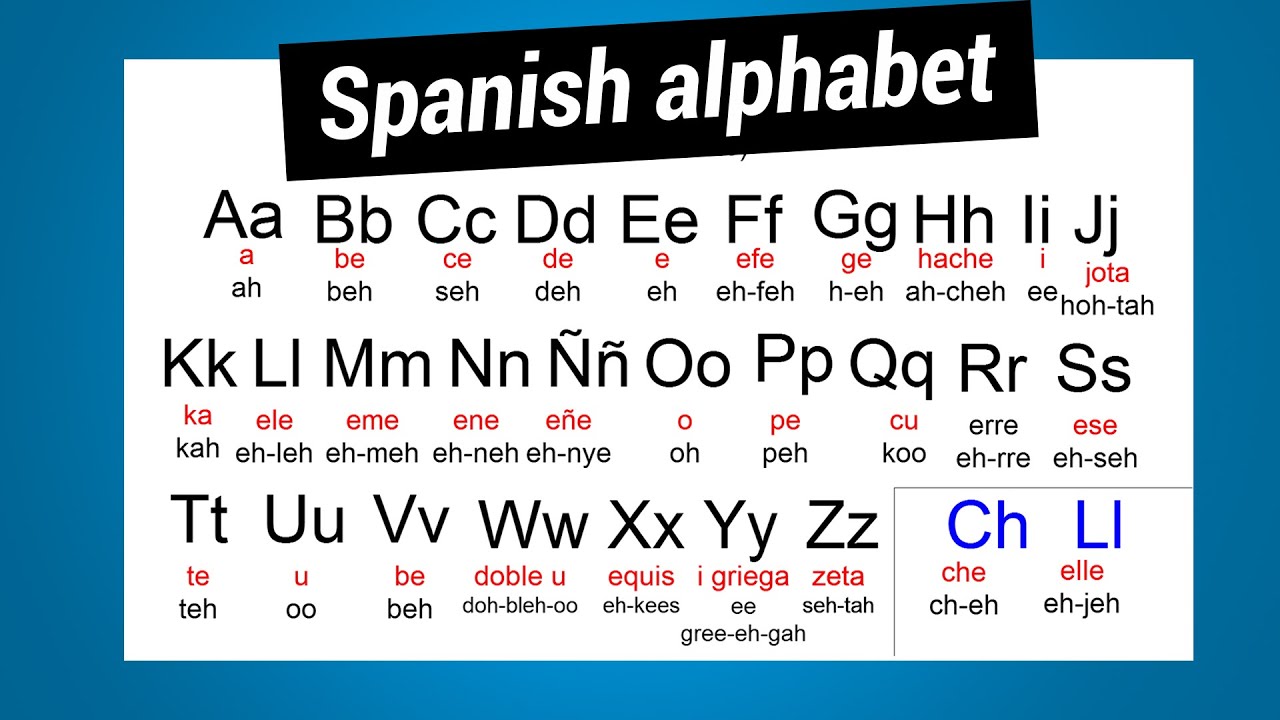 Spanish alphabet
Aa Bb Cc Dd Ee Ff Gg Hh Ii Jj
a be ce de e efe ge hache i jota
ah beh seh deh eh eh-feh h-eh ah-cheh ee hoh-tah
Kk Ll Mm Nn Ññ Oo Pp Qq Rr Ss
ka ele eme ene eñe o pe cu erre ese
kah eh-leh eh-meh eh-neh eh-nye oh peh koo eh-rre eh-seh
Tt Uu Vv Ww Xx Yy Zz Ch Ll
te u be doble u equis i griega zeta che elle
teh oo beh doh-bleh-oo eh-kees ee seh-tah ch-eh eh-jeh
gree-eh-gah